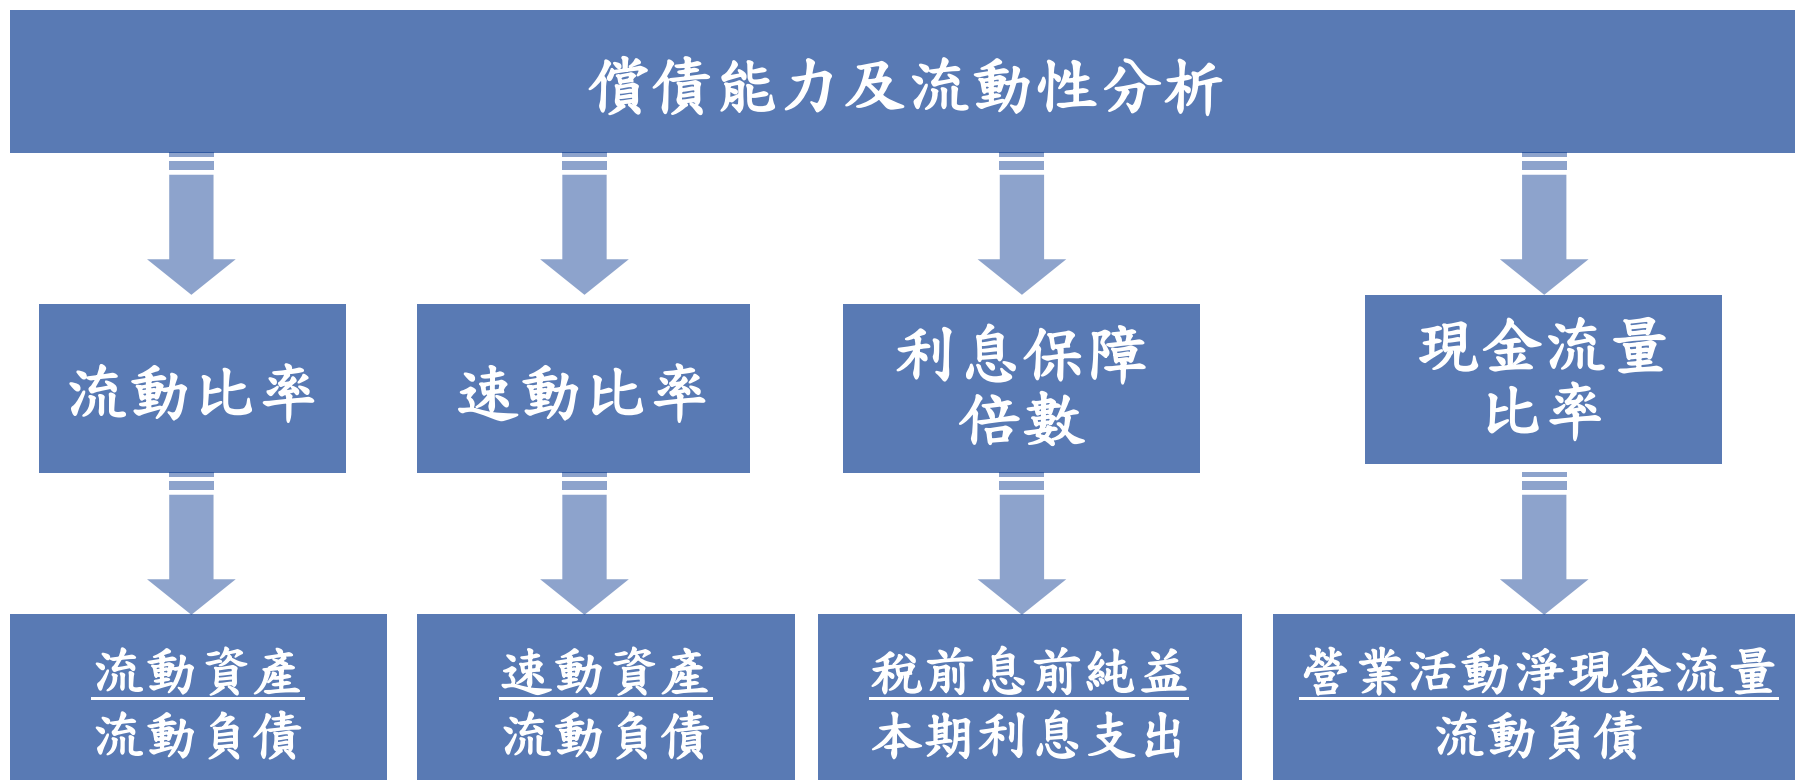 償債能力及流動性分析
流動比率
速動比率
利息保障
倍數
現金流量
比率
流動資產
流動負債
速動資產
流動負債
稅前息前純益
本期利息支出
營業活動淨現金流量
流動負債